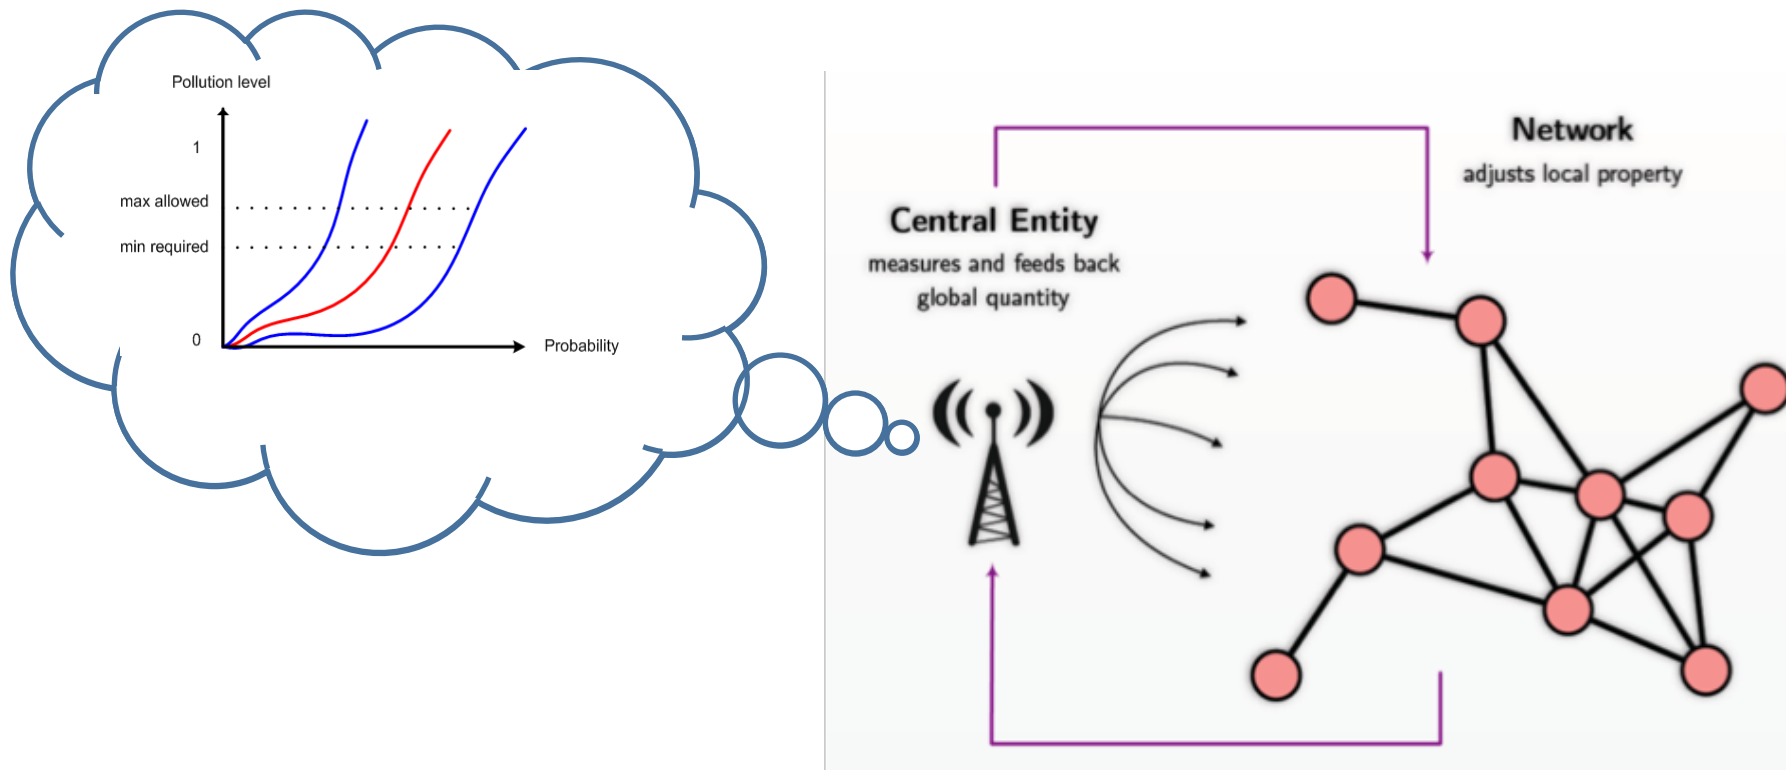 Pollution level
1
max allowed
min required
0
Probability
Network
adjusts local property
Central Entity
measures and feeds back
global quantity